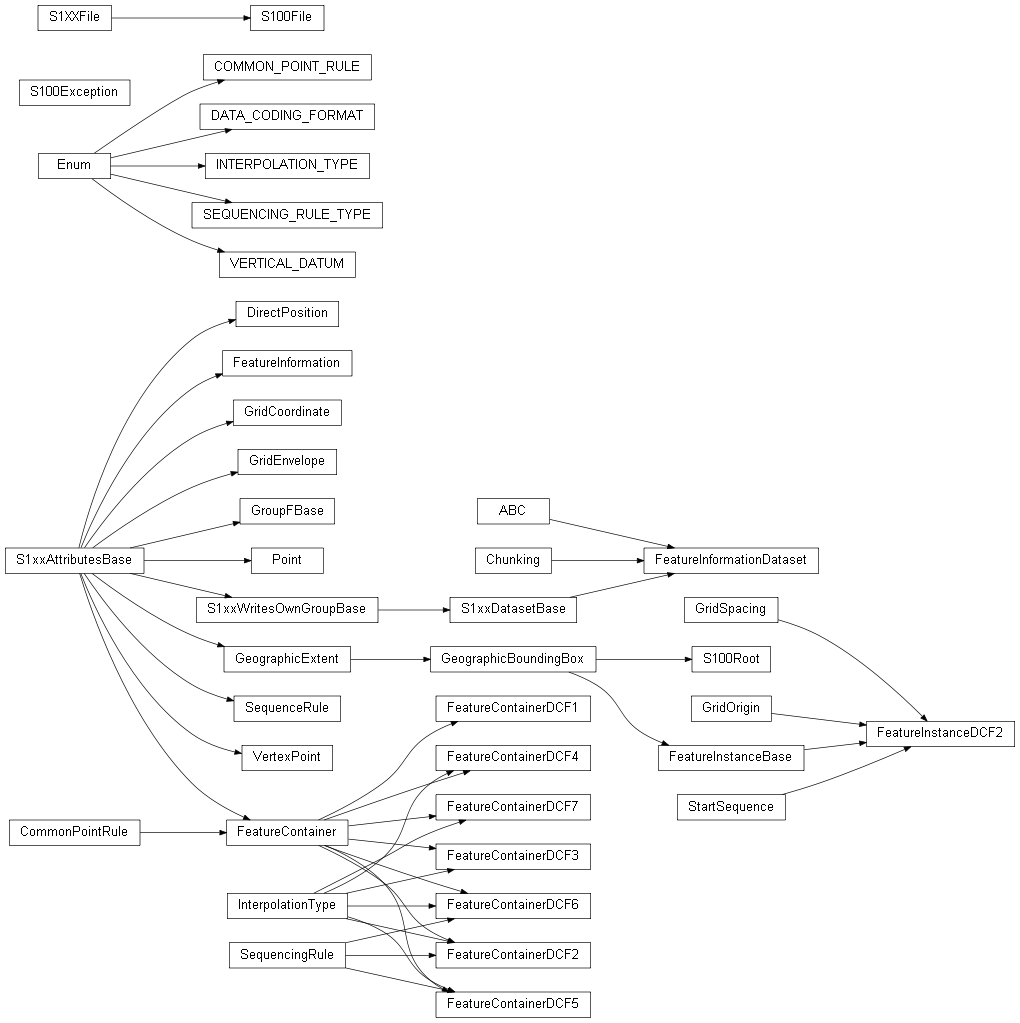 S1XXFile
S100File
COMMON_POINT_RULE
S100Exception
DATA_CODING_FORMAT
Enum
INTERPOLATION_TYPE
SEQUENCING_RULE_TYPE
VERTICAL_DATUM
DirectPosition
FeatureInformation
GridCoordinate
GridEnvelope
GroupFBase
ABC
S1xxAttributesBase
Point
Chunking
FeatureInformationDataset
S1xxWritesOwnGroupBase
S1xxDatasetBase
GridSpacing
GeographicExtent
GeographicBoundingBox
S100Root
SequenceRule
FeatureContainerDCF1
GridOrigin
FeatureInstanceDCF2
VertexPoint
FeatureContainerDCF4
FeatureInstanceBase
FeatureContainerDCF7
StartSequence
CommonPointRule
FeatureContainer
FeatureContainerDCF3
InterpolationType
FeatureContainerDCF6
SequencingRule
FeatureContainerDCF2
FeatureContainerDCF5